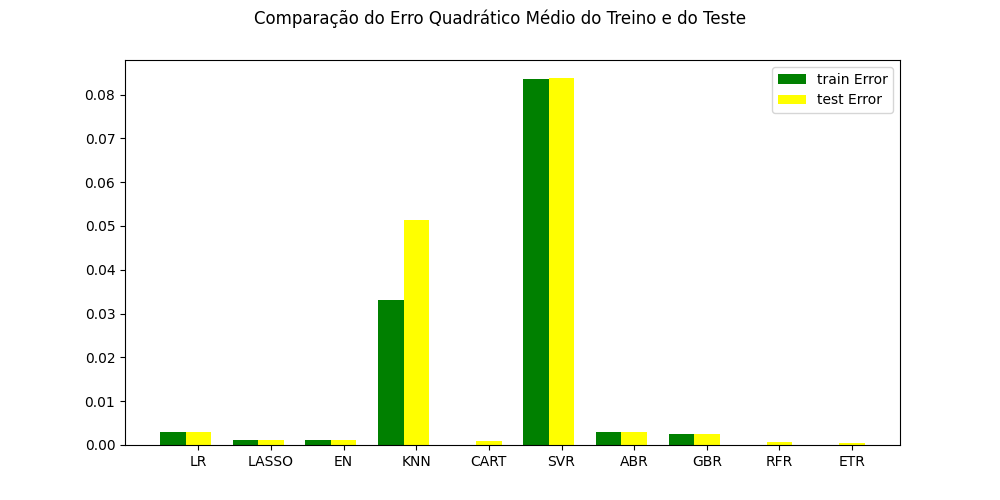 Comparação do Erro Quadrático Médio do Treino e do Teste
train Error
test Error
0.08
0.07
0.06
0.05
0.04
0.03
0.02
0.01
0.00
LR LASSO EN KNN CART SVR ABR GBR RFR ETR